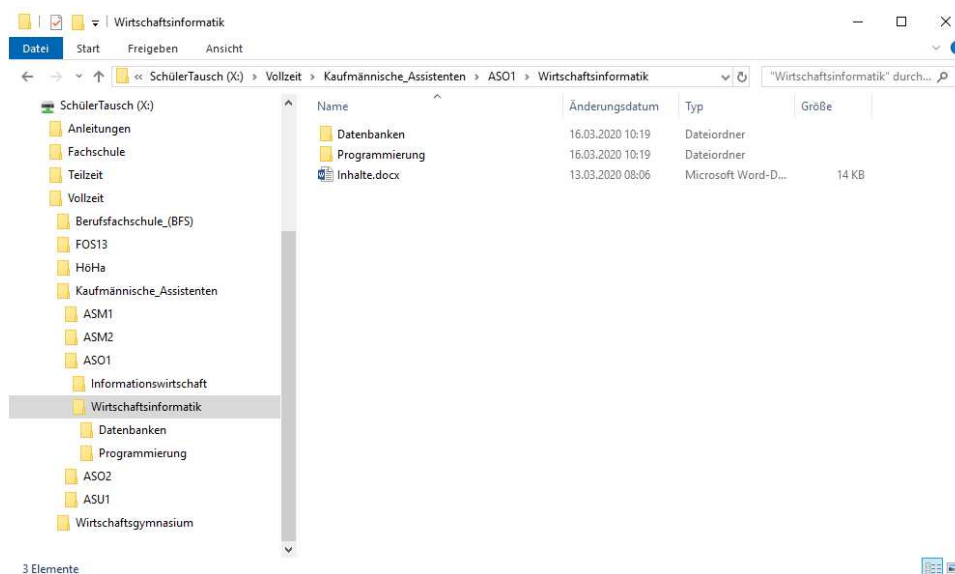 Wirtschaftsinformatik
Datei Start Freigeben Ansicht
« SchülerTausch (X:) › Vollzeit › Kaufmännische_Assistenten › ASO1 › Wirtschaftsinformatik "Wirtschaftsinformatik" durch...
SchülerTausch (X:)
Anleitungen
Fachschule
Teilzeit
Vollzeit
Berufsfachschule_(BFS)
FOS13
HöHa
Kaufmännische_Assistenten
ASM1
ASM2
ASO1
Informationswirtschaft
Wirtschaftsinformatik
Datenbanken
Programmierung
ASO2
ASU1
Wirtschaftsgymnasium
Name Änderungsdatum Typ Größe
Datenbanken 16.03.2020 10:19 Dateiordner
Programmierung 16.03.2020 10:19 Dateiordner
Inhalte.docx 13.03.2020 08:06 Microsoft Word-D... 14 KB
3 Elemente